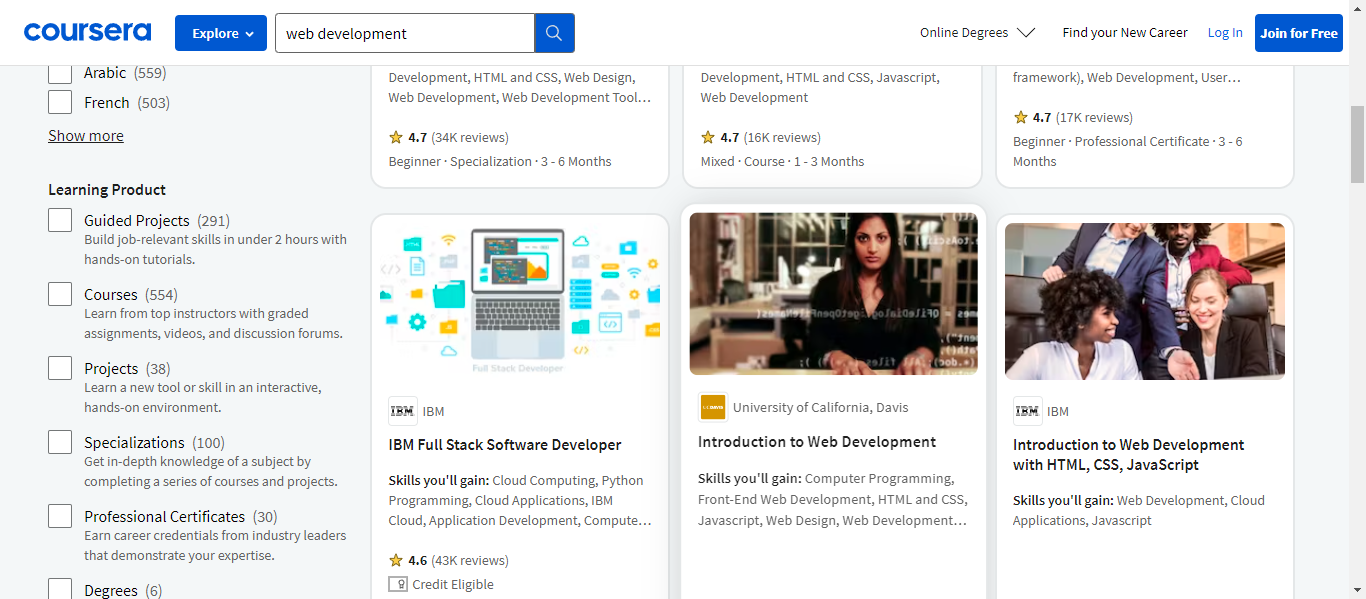 coursera
Explore
web development
Online Degrees
Find your New Career
Log In
Join for Free
Arabic (559)
French (503)
Show more
Learning Product
Guided Projects (291)
Build job-relevant skills in under 2 hours with
hands-on tutorials.
Courses (554)
Learn from top instructors with graded
assignments, videos, and discussion forums.
Projects (38)
Learn a new tool or skill in an interactive,
hands-on environment.
Specializations (100)
Get in-depth knowledge of a subject by
completing a series of courses and projects.
Professional Certificates (30)
Earn career credentials from industry leaders
that demonstrate your expertise.
Degrees (6)
Development, HTML and CSS, Web Design,
Web Development, Web Development Tool…
4.7 (34K reviews)
Beginner · Specialization · 3 - 6 Months
Development, HTML and CSS, Javascript,
Web Development
4.7 (16K reviews)
Mixed · Course · 1 - 3 Months
framework), Web Development, User…
4.7 (17K reviews)
Beginner · Professional Certificate · 3 - 6
Months
Full Stack Developer
IBM IBM
IBM Full Stack Software Developer
Skills you'll gain: Cloud Computing, Python
Programming, Cloud Applications, IBM
Cloud, Application Development, Compute…
4.6 (43K reviews)
Credit Eligible
University of California, Davis
Introduction to Web Development
Skills you'll gain: Computer Programming,
Front-End Web Development, HTML and CSS,
Javascript, Web Design, Web Development…
IBM IBM
Introduction to Web Development
with HTML, CSS, JavaScript
Skills you'll gain: Web Development, Cloud
Applications, Javascript